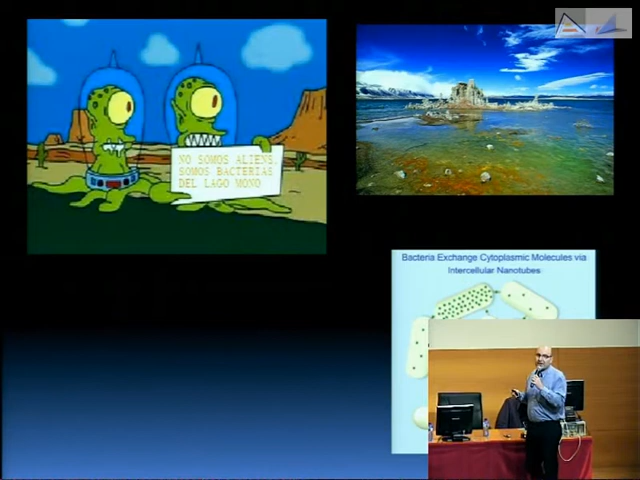 NO SOMOS ALIENS,
SOMOS BACTERIAS
DEL LAGO MONO
Bacteria Exchange Cytoplasmic Molecules via
Intercellular Nanotubes